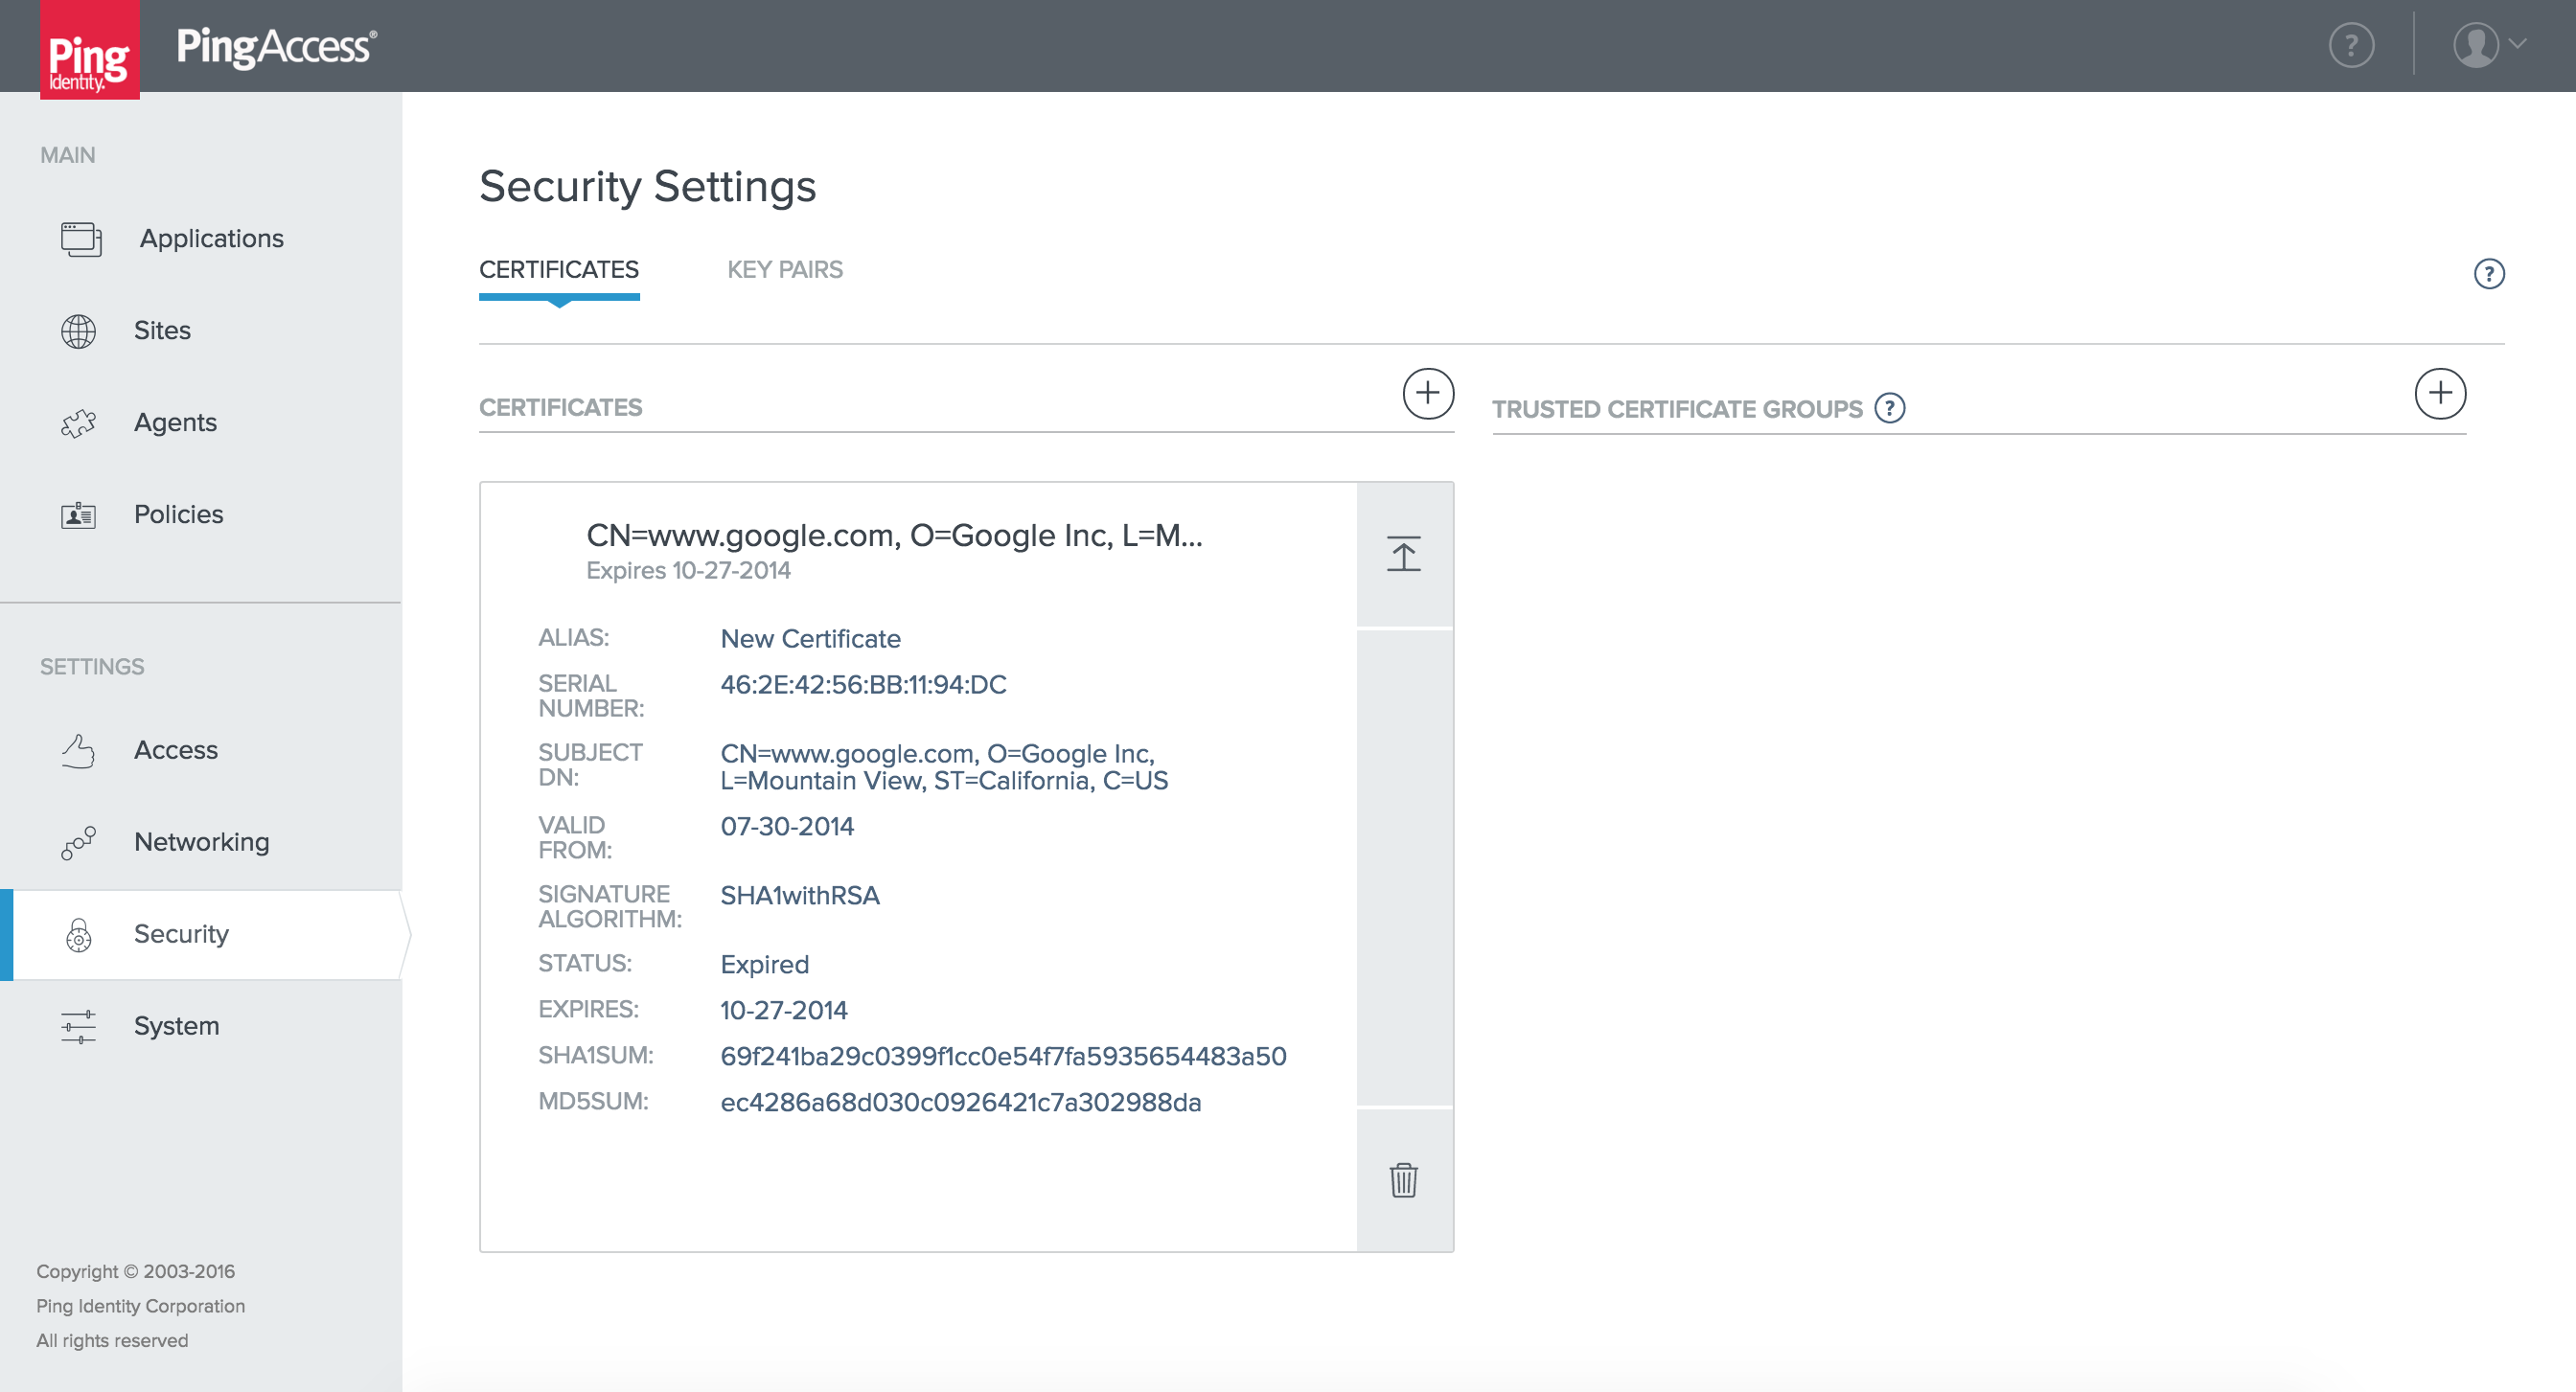 Ping
Identity.
PingAccess®
?
MAIN
Applications
Sites
Agents
Policies
SETTINGS
Access
Networking
Security
System
Copyright © 2003-2016
Ping Identity Corporation
All rights reserved
Security Settings
CERTIFICATES
KEY PAIRS
?
CERTIFICATES
TRUSTED CERTIFICATE GROUPS ?
CN=www.google.com, O=Google Inc, L=M...
Expires 10-27-2014
ALIAS: New Certificate
SERIAL
NUMBER:
46:2E:42:56:BB:11:94:DC
SUBJECT
DN:
CN=www.google.com, O=Google Inc,
L=Mountain View, ST=California, C=US
VALID
FROM:
07-30-2014
SIGNATURE
ALGORITHM:
SHA1withRSA
STATUS: Expired
EXPIRES: 10-27-2014
SHA1SUM: 69f241ba29c0399f1cc0e54f7fa5935654483a50
MD5SUM: ec4286a68d030c0926421c7a302988da